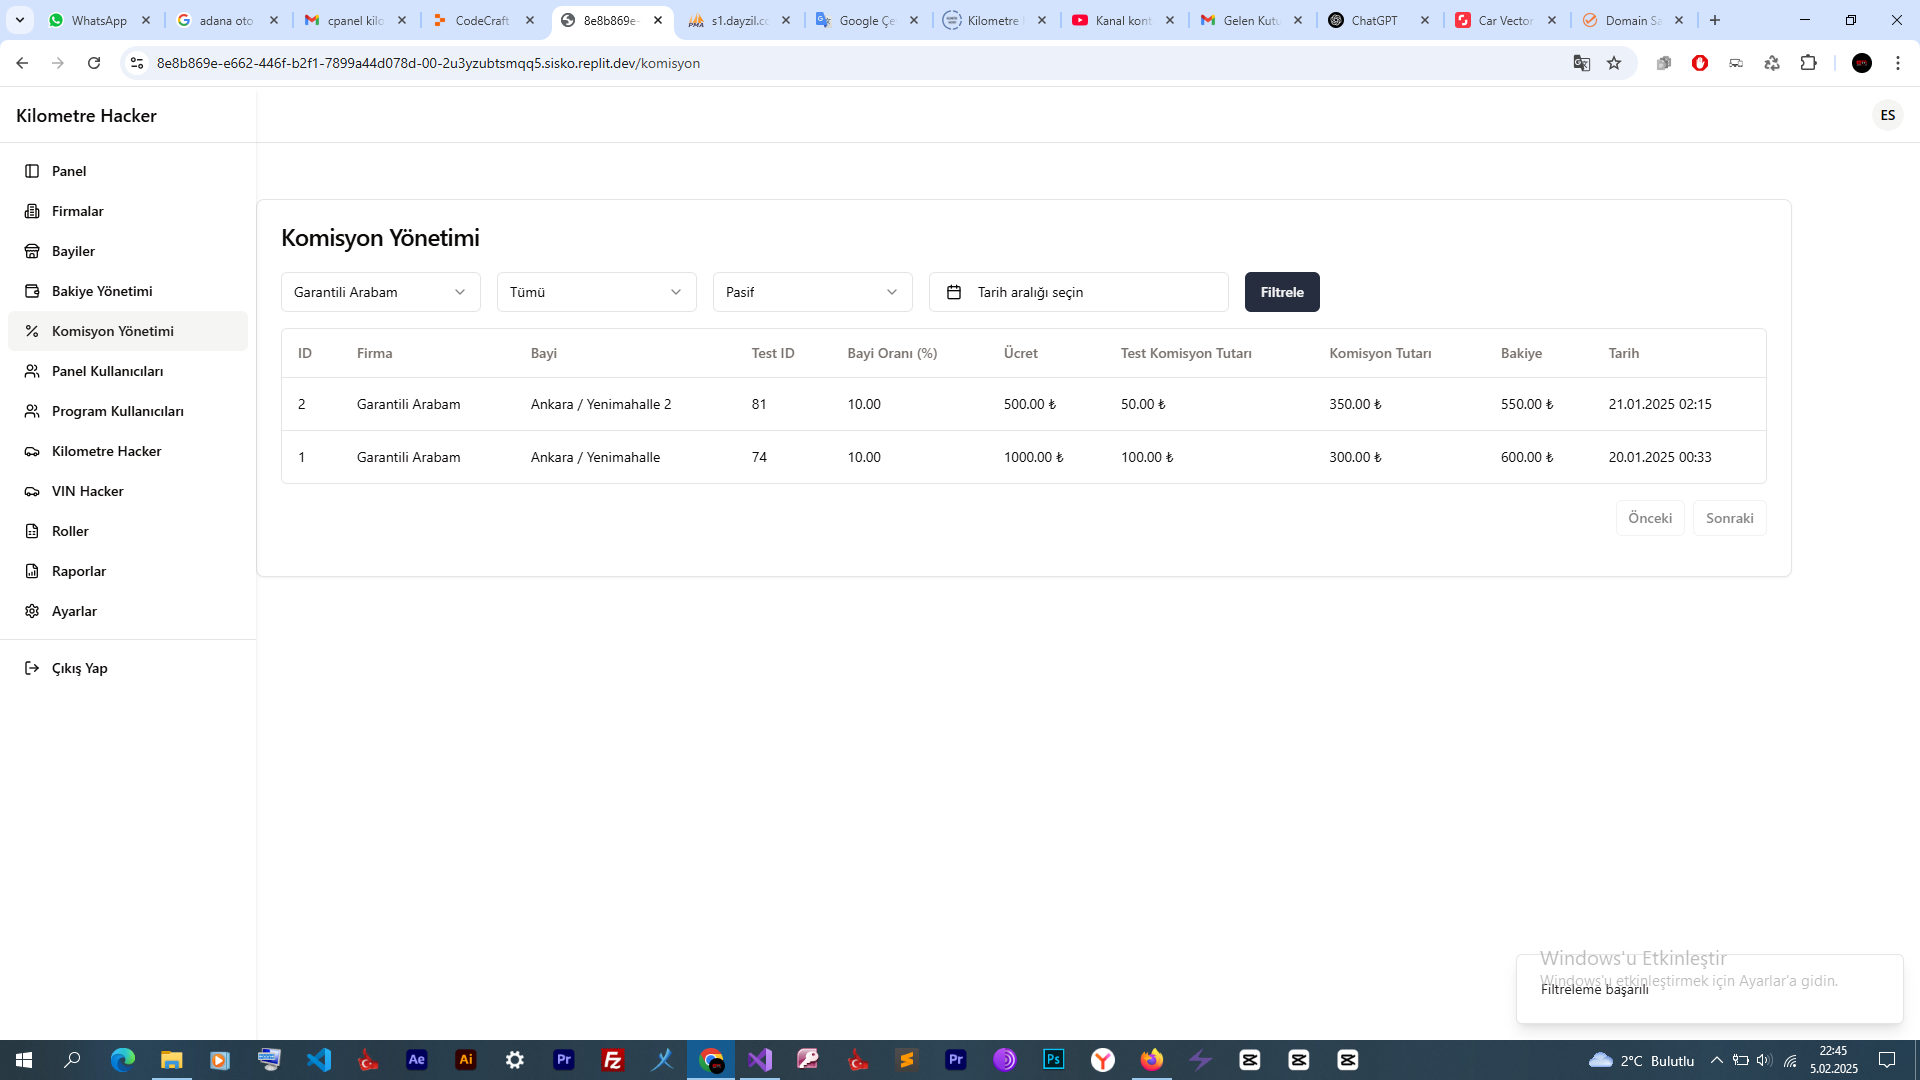 WhatsApp
adana oto
cpanel kilo
CodeCraft
8e8b869e-
s1.dayzil.co
Google Çe
Kilometre
Kanal kont
Gelen Kutu
ChatGPT
Car Vector
Domain Sa
8e8b869e-e662-446f-b2f1-7899a44d078d-00-2u3yzubtsmqq5.sisko.replit.dev/komisyon
Kilometre Hacker
ES
Panel
Firmalar
Bayiler
Bakiye Yönetimi
Komisyon Yönetimi
Panel Kullanıcıları
Program Kullanıcıları
Kilometre Hacker
VIN Hacker
Roller
Raporlar
Ayarlar
Çıkış Yap
Komisyon Yönetimi
Garantili Arabam
Tümü
Pasif
Tarih aralığı seçin
Filtrele
ID Firma Bayi Test ID Bayi Oranı (%) Ücret Test Komisyon Tutarı Komisyon Tutarı Bakiye Tarih
2 Garantili Arabam Ankara / Yenimahalle 2 81 10.00 500.00 ₺ 50.00 ₺ 350.00 ₺ 550.00 ₺ 21.01.2025 02:15
1 Garantili Arabam Ankara / Yenimahalle 74 10.00 1000.00 ₺ 100.00 ₺ 300.00 ₺ 600.00 ₺ 20.01.2025 00:33
Önceki Sonraki
Windows'u Etkinleştir
Windows'u etkinleştirmek için Ayarlar'a gidin.
Filtreleme başarılı
2°C Bulutlu
22:45
5.02.2025